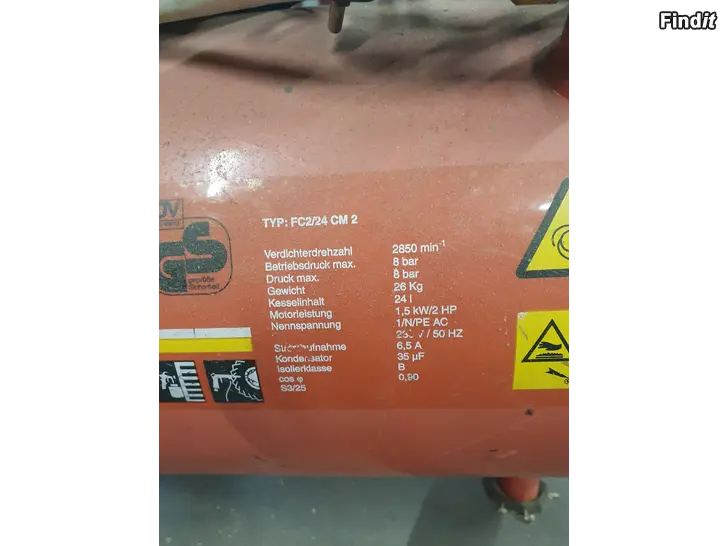 Findit
TYP: FC2/24 CM 2
Verdichterdrehzahl 2850 min⁻¹
Betriebsdruck max. 8 bar
Druck max. 8 bar
Gewicht 26 Kg
Kesselinhalt 24 l
Motorleistung 1,5 kW/2 HP
Nennspannung 1/N/PE AC
/ 50 HZ
6,5 A
Kondensator 35 µF
Isolierklasse B
cos φ 0,90
S3/25
GS
geprüfte
Sicherheit